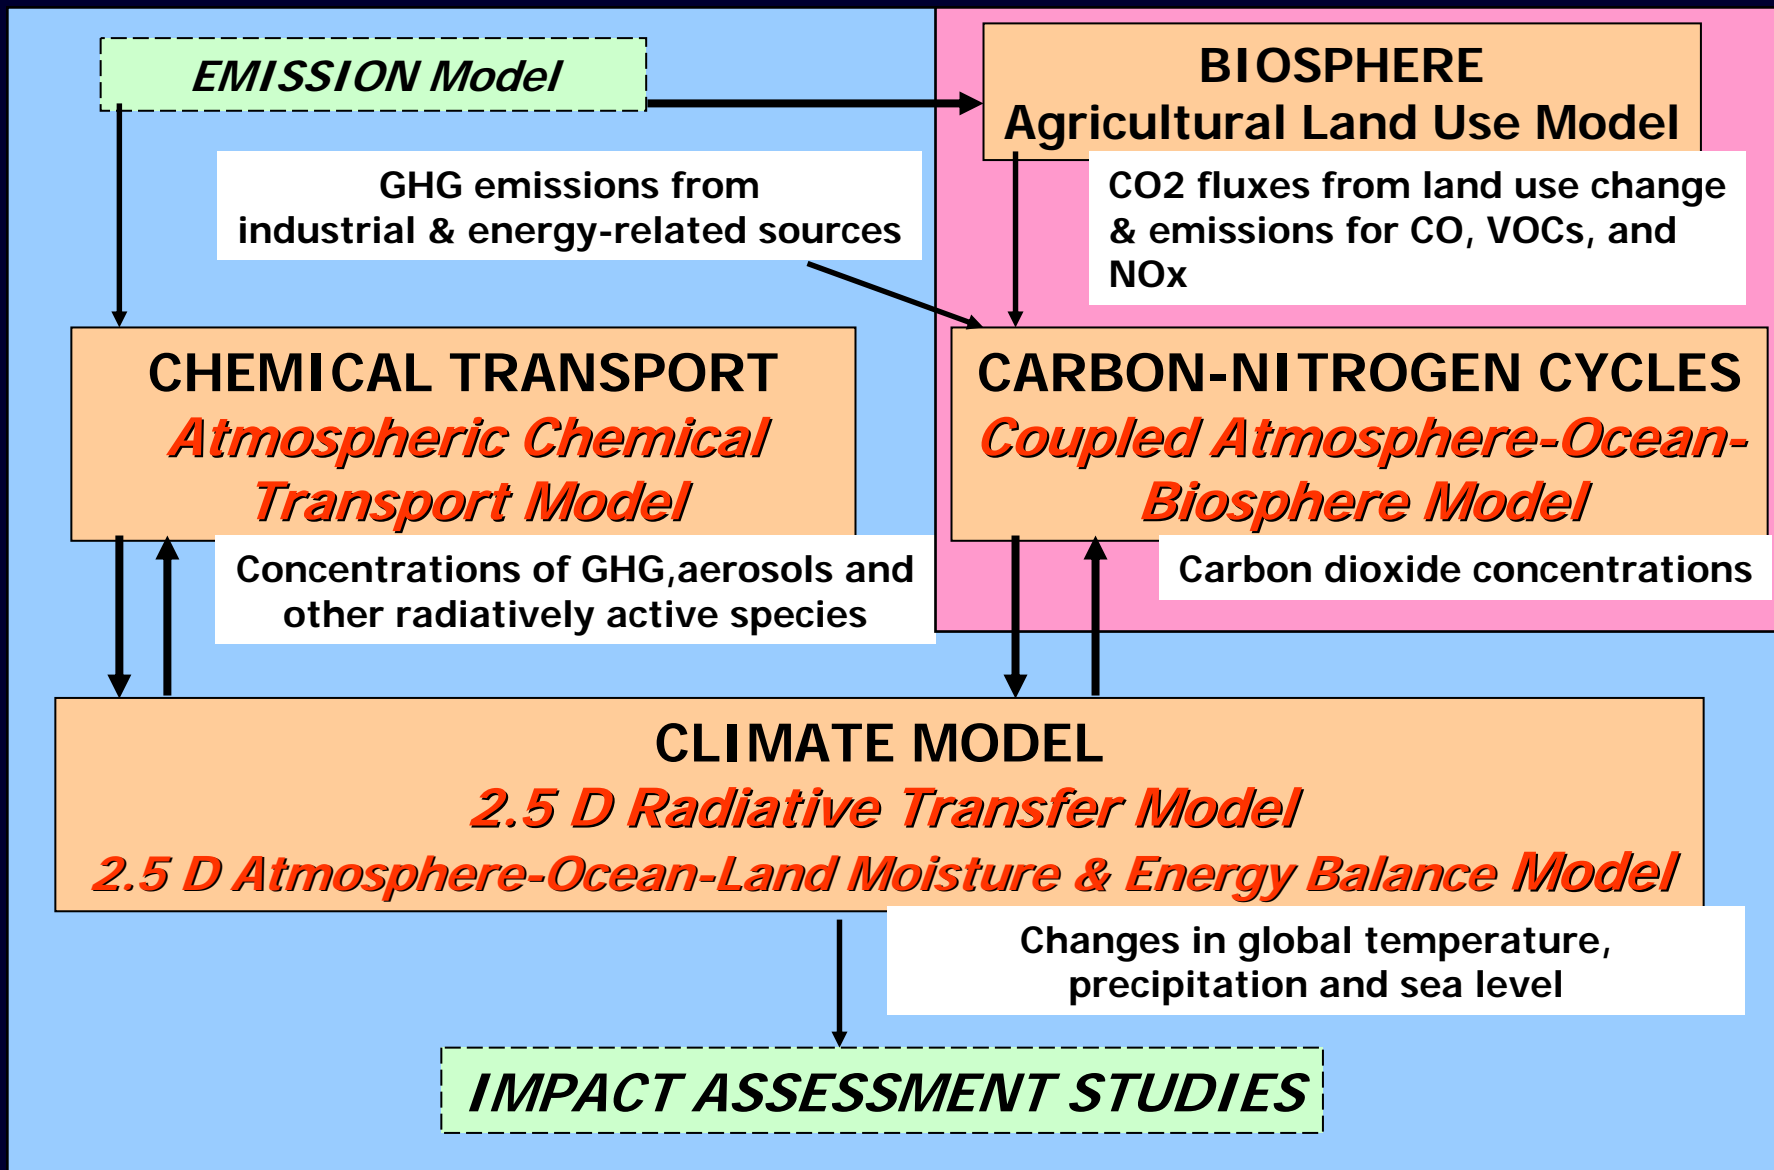 EMISSION Model
BIOSPHERE
Agricultural Land Use Model
GHG emissions from
industrial & energy-related sources
CO2 fluxes from land use change
& emissions for CO, VOCs, and
NOx
CHEMICAL TRANSPORT
Atmospheric Chemical
Transport Model
CARBON-NITROGEN CYCLES
Coupled Atmosphere-Ocean-
Biosphere Model
Concentrations of GHG,aerosols and
other radiatively active species
Carbon dioxide concentrations
CLIMATE MODEL
2.5 D Radiative Transfer Model
2.5 D Atmosphere-Ocean-Land Moisture & Energy Balance Model
Changes in global temperature,
precipitation and sea level
IMPACT ASSESSMENT STUDIES